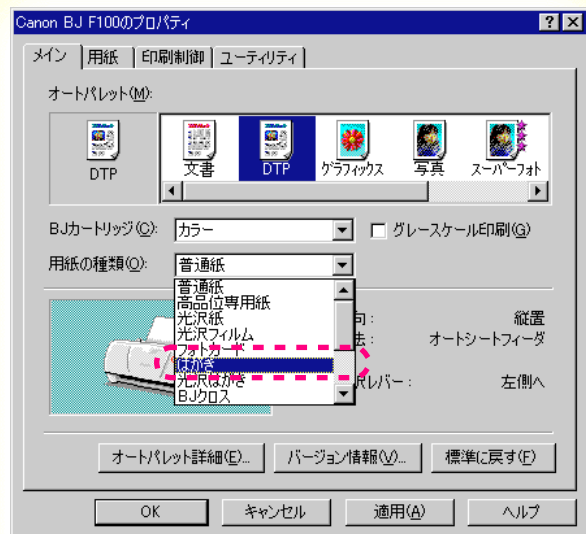 Canon BJ F100のプロパティ
メイン 用紙 印刷制御 ユーティリティ
オートパレット(M):
DTP 文書 DTP グラフィックス 写真 スーパーフォト
BJカートリッジ(C): カラー グレースケール印刷(G)
用紙の種類(O): 普通紙
普通紙
高品位専用紙
光沢紙
光沢フィルム
フォトカード
はがき
光沢はがき
BJクロス
向: 縦置
法: オートシートフィーダ
レバー: 左側へ
オートパレット詳細(E)... バージョン情報(V)... 標準に戻す(F)
OK キャンセル 適用(A) ヘルプ